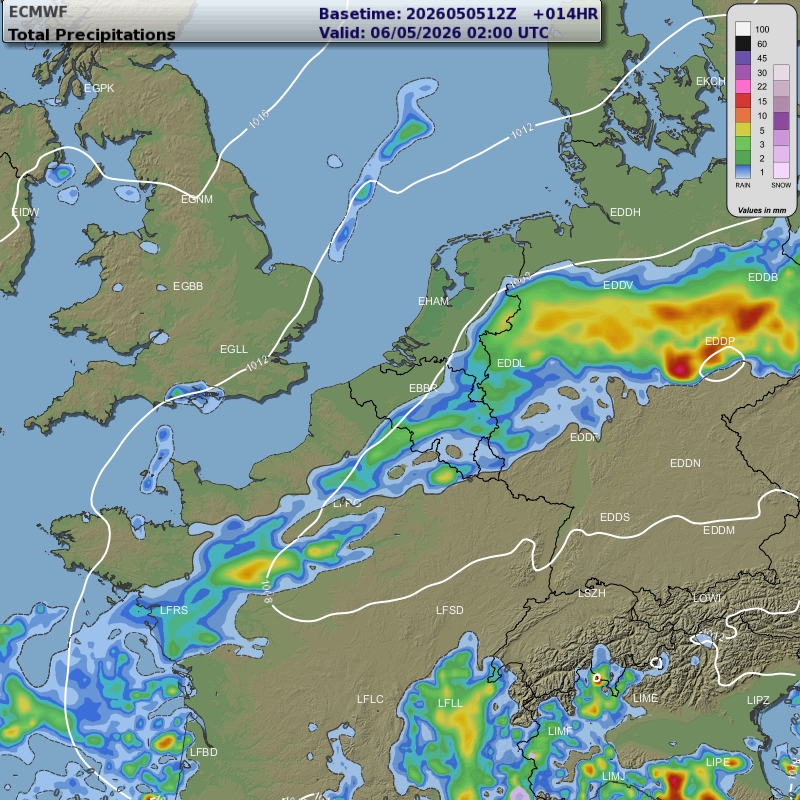 ECMWF
Basetime: 2026050512Z +014HR
Total Precipitations
Valid: 06/05/2026 02:00 UTC
100
60
45
30
22
15
10
5
3
2
1
RAIN SNOW
Values in mm
EGPK
EKCH
1016
1012
EIDW
EGNM
EDDH
EGBB
EHAM
EDDV
EDDB
EGLL
1012
EDDP
EDDL
EBBR
EDDF
EDDN
EDDS
EDDM
1008
LFRS
LFSD
LSZH
LOWI
LFLC
LFLL
LIME
LIPZ
LIMF
LFBD
LIPE
LIMJ